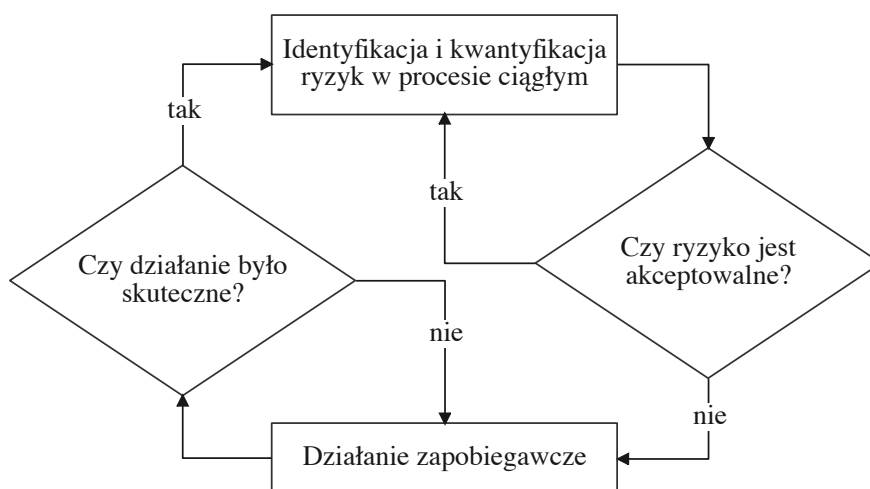 Identyfikacja i kwantyfikacja
ryzyk w procesie ciągłym
tak
tak
Czy działanie było
skuteczne?
Czy ryzyko jest
akceptowalne?
nie
nie
Działanie zapobiegawcze